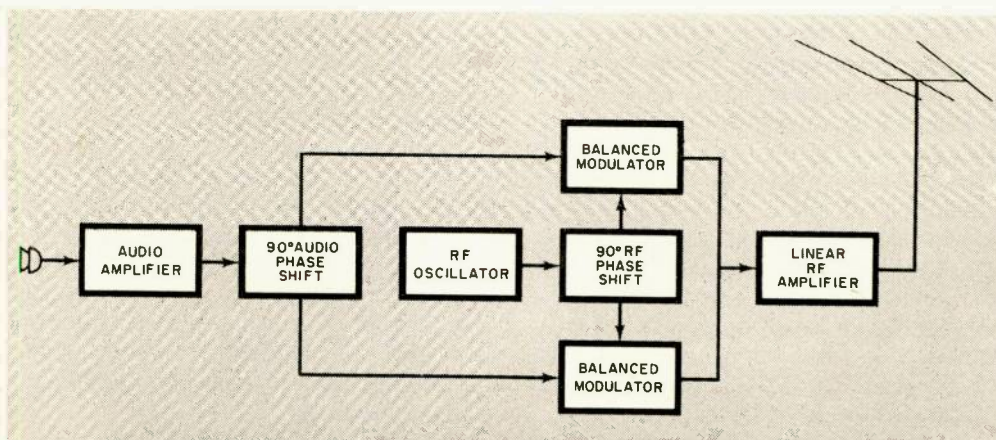 BALANCED
MODULATOR
AUDIO
AMPLIFIER
90° AUDIO
PHASE
SHIFT
RF
OSCILLATOR
90° RF
PHASE
SHIFT
LINEAR
RF
AMPLIFIER
BALANCED
MODULATOR